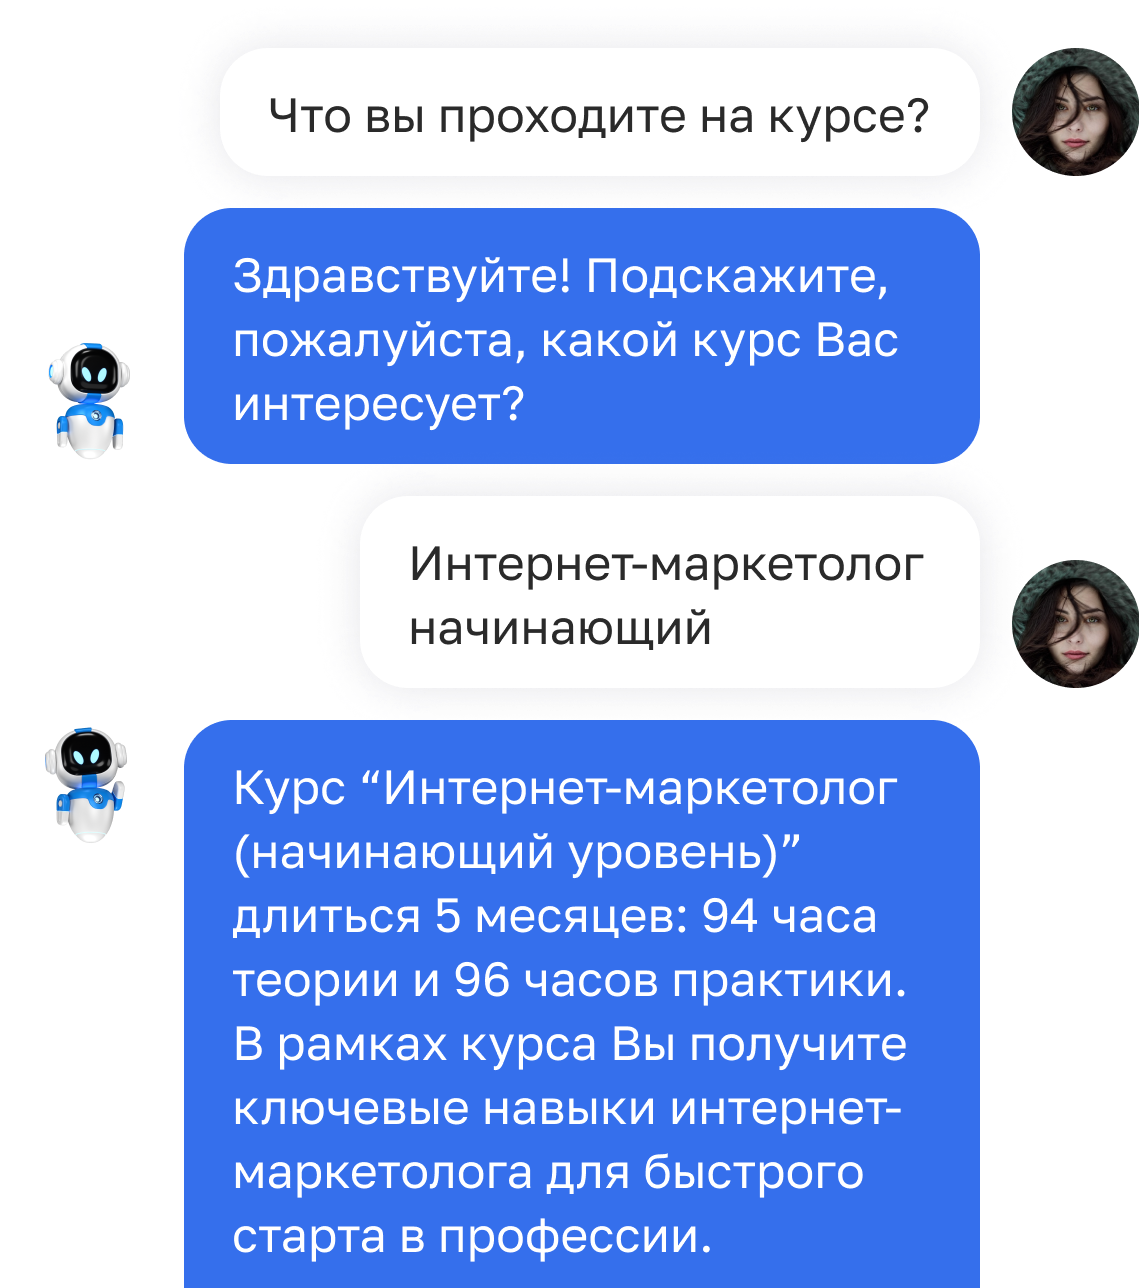 Что вы проходите на курсе?
Здравствуйте! Подскажите,
пожалуйста, какой курс Вас
интересует?
Интернет-маркетолог
начинающий
Курс “Интернет-маркетолог
(начинающий уровень)”
длиться 5 месяцев: 94 часа
теории и 96 часов практики.
В рамках курса Вы получите
ключевые навыки интернет-
маркетолога для быстрого
старта в профессии.